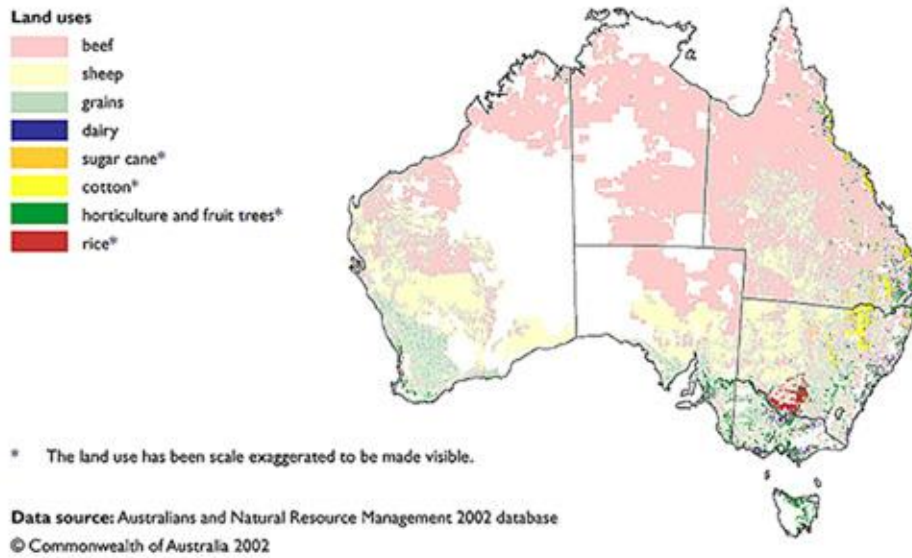 Land uses
beef
sheep
grains
dairy
sugar cane*
cotton*
horticulture and fruit trees*
rice*
* The land use has been scale exaggerated to be made visible.
Data source: Australians and Natural Resource Management 2002 database
© Commonwealth of Australia 2002